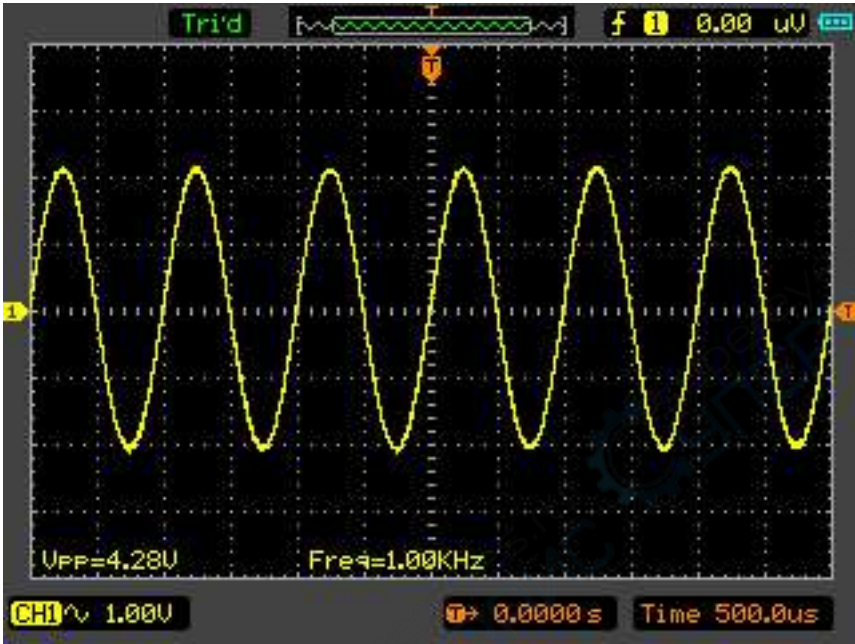 Tri'd T ƒ 1 0.00 uV
T
1 T
Vpp=4.28V Freq=1.00KHz
CH1 ~ 1.00V T→ 0.0000s Time 500.0us